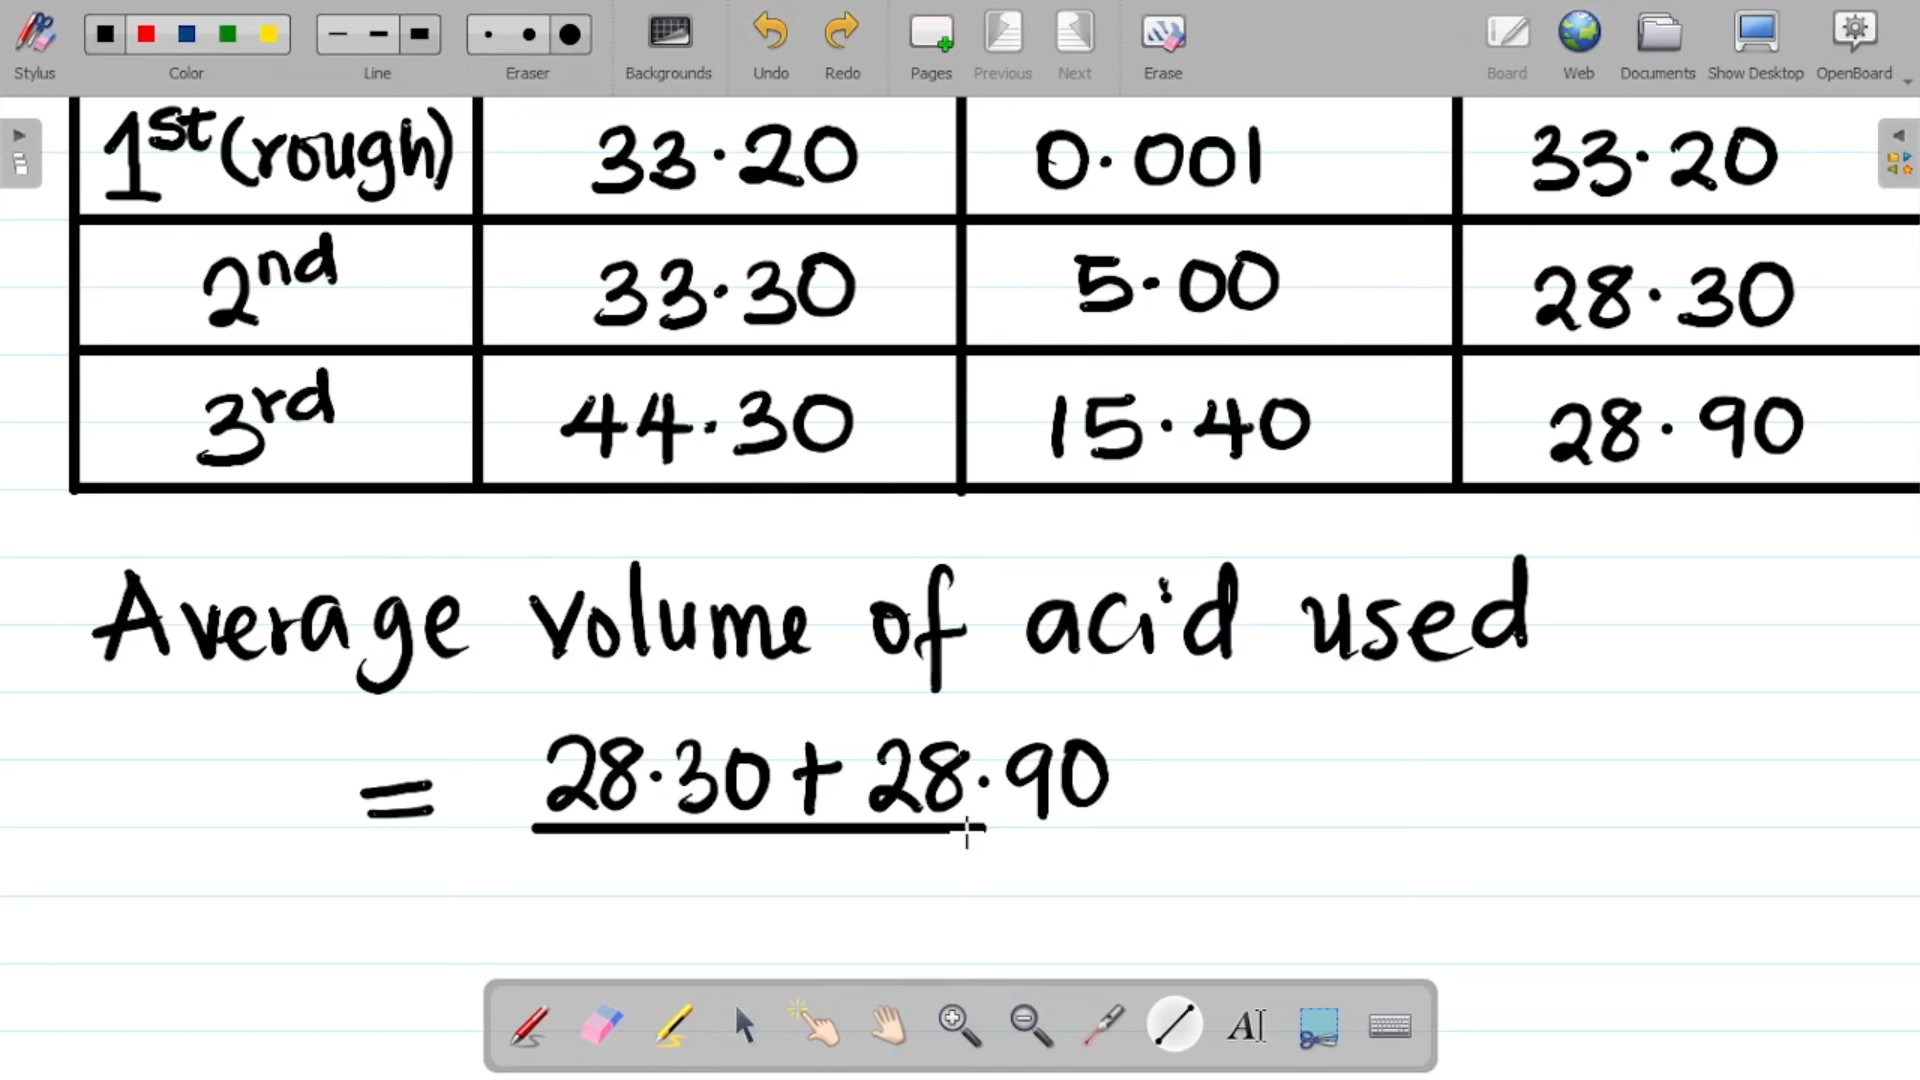 Stylus Color Line Eraser Backgrounds Undo Redo Pages Previous Next Erase Board Web Documents Show Desktop OpenBoard
1st (rough) 33.20 0.001 33.20
2nd 33.30 5.00 28.30
3rd 44.30 15.40 28.90
Average volume of acid used
= 28.30 + 28.90